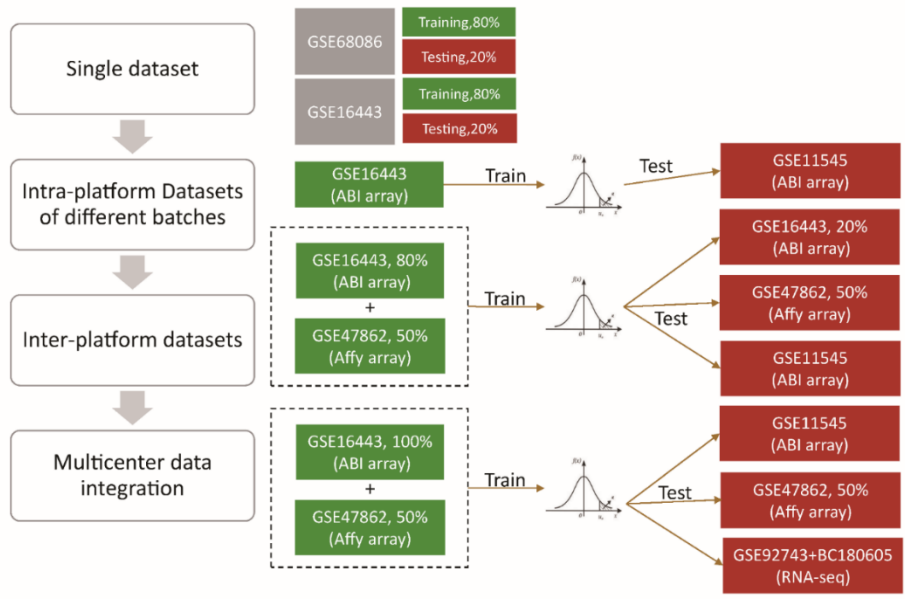 Single dataset
GSE68086
Training,80%
Testing,20%
GSE16443
Training,80%
Testing,20%
Intra-platform Datasets
of different batches
GSE16443
(ABI array)
Train
f(x)
Test
GSE11545
(ABI array)
Inter-platform datasets
GSE16443, 80%
(ABI array)
+
GSE47862, 50%
(Affy array)
Train
f(x)
Test
GSE16443, 20%
(ABI array)
GSE47862, 50%
(Affy array)
GSE11545
(ABI array)
Multicenter data
integration
GSE16443, 100%
(ABI array)
+
GSE47862, 50%
(Affy array)
Train
f(x)
Test
GSE11545
(ABI array)
GSE47862, 50%
(Affy array)
GSE92743+BC180605
(RNA-seq)